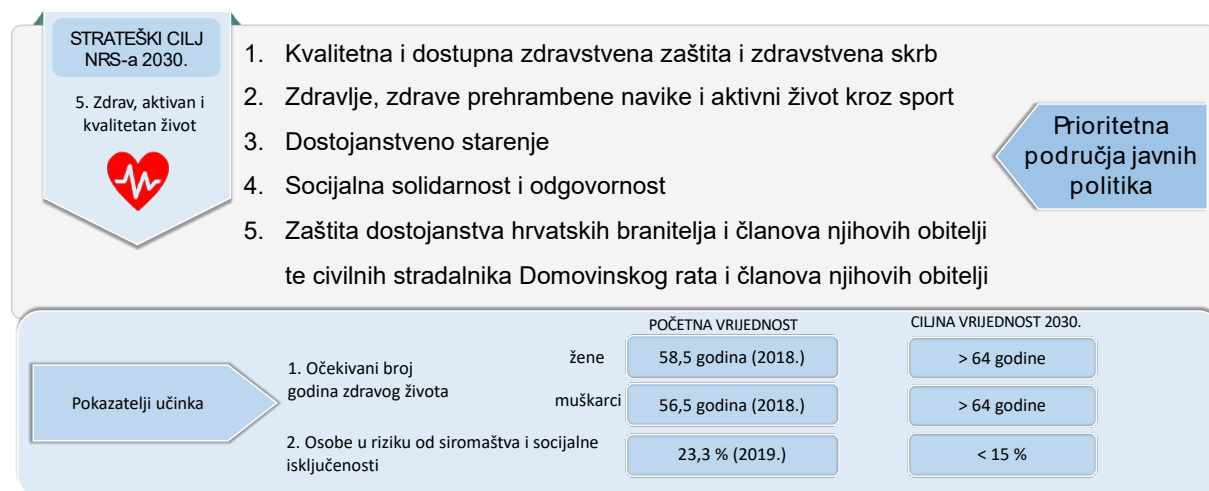 STRATEŠKI CILJ
NRS-a 2030.
5. Zdrav, aktivan i
kvalitetan život
1. Kvalitetna i dostupna zdravstvena zaštita i zdravstvena skrb
2. Zdravlje, zdrave prehrambene navike i aktivni život kroz sport
3. Dostojanstveno starenje
4. Socijalna solidarnost i odgovornost
5. Zaštita dostojanstva hrvatskih branitelja i članova njihovih obitelji
te civilnih stradalnika Domovinskog rata i članova njihovih obitelji
Prioritetna
područja javnih
politika
POČETNA VRIJEDNOST
CILJNA VRIJEDNOST 2030.
Pokazatelji učinka
1. Očekivani broj
godina zdravog života
žene
58,5 godina (2018.)
> 64 godine
muškarci
56,5 godina (2018.)
> 64 godine
2. Osobe u riziku od siromaštva i socijalne
isključenosti
23,3 % (2019.)
< 15 %